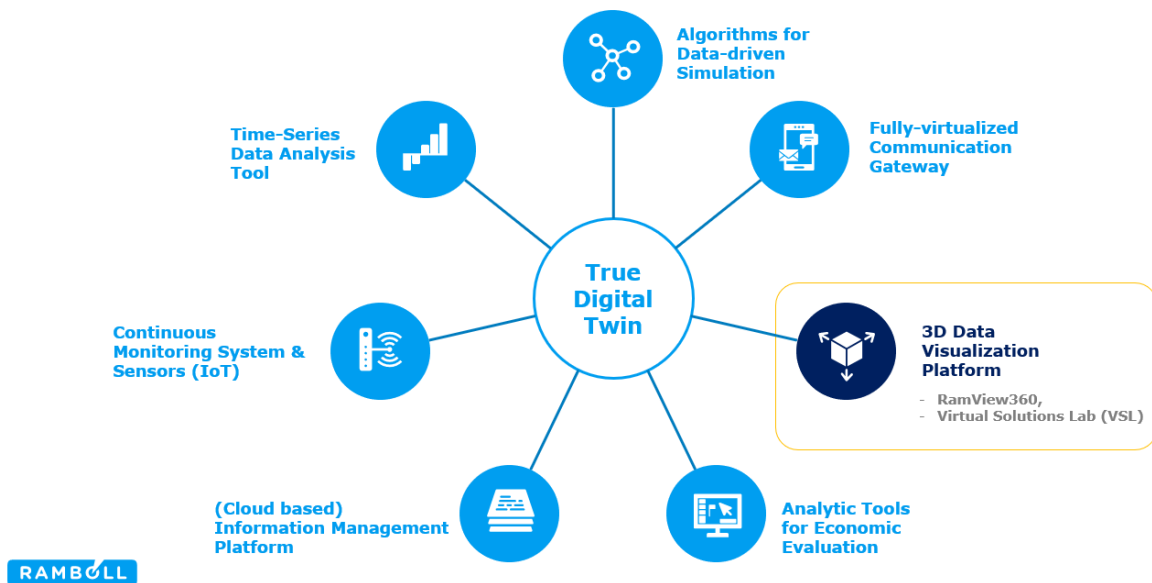 Algorithms for
Data-driven
Simulation
Time-Series
Data Analysis
Tool
Fully-virtualized
Communication
Gateway
True
Digital
Twin
Continuous
Monitoring System &
Sensors (IoT)
3D Data
Visualization
Platform
- RamView360,
- Virtual Solutions Lab (VSL)
(Cloud based)
Information Management
Platform
Analytic Tools
for Economic
Evaluation
RAMBOLL